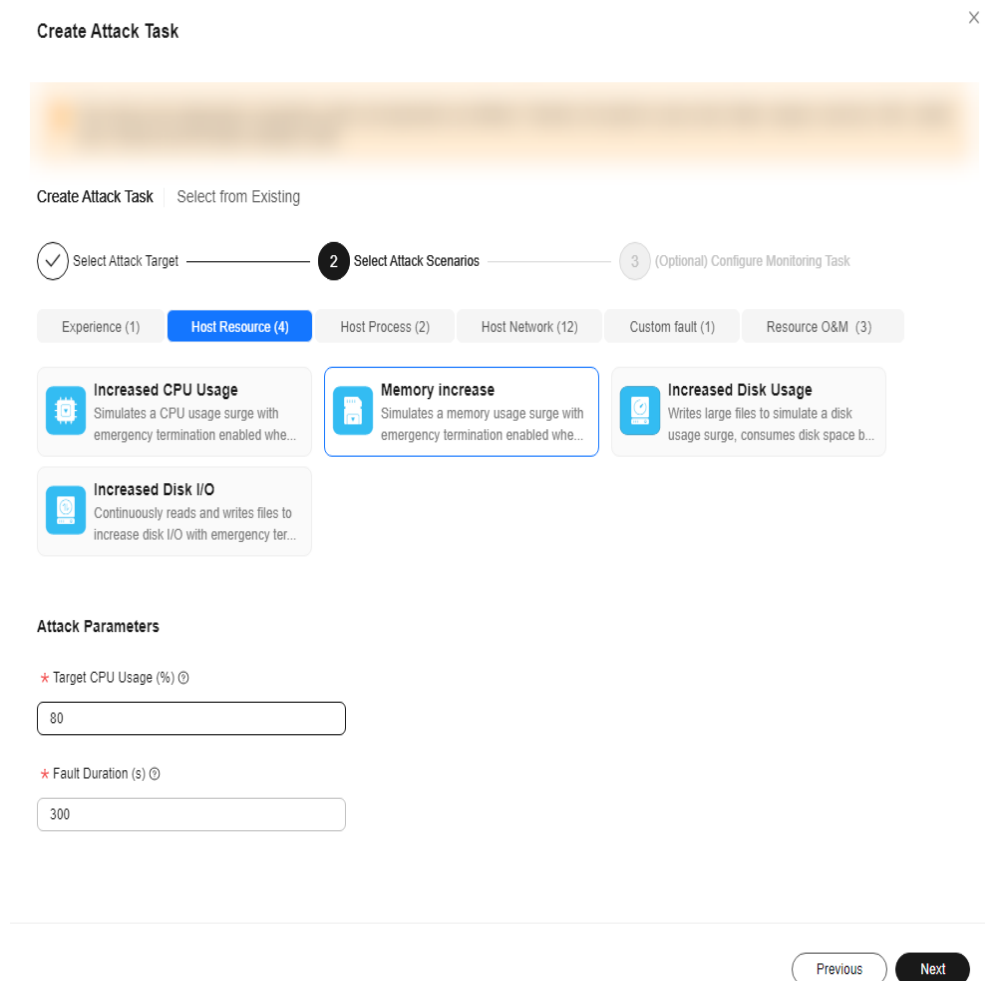 Create Attack Task
Create Attack Task
Select from Existing
Select Attack Target
2
Select Attack Scenarios
3
(Optional) Configure Monitoring Task
Experience (1)
Host Resource (4)
Host Process (2)
Host Network (12)
Custom fault (1)
Resource O&M (3)
Increased CPU Usage
Simulates a CPU usage surge with
emergency termination enabled whe...
Memory increase
Simulates a memory usage surge with
emergency termination enabled whe...
Increased Disk Usage
Writes large files to simulate a disk
usage surge, consumes disk space b...
Increased Disk I/O
Continuously reads and writes files to
increase disk I/O with emergency ter...
Attack Parameters
* Target CPU Usage (%) ?
80
* Fault Duration (s) ?
300
Previous
Next